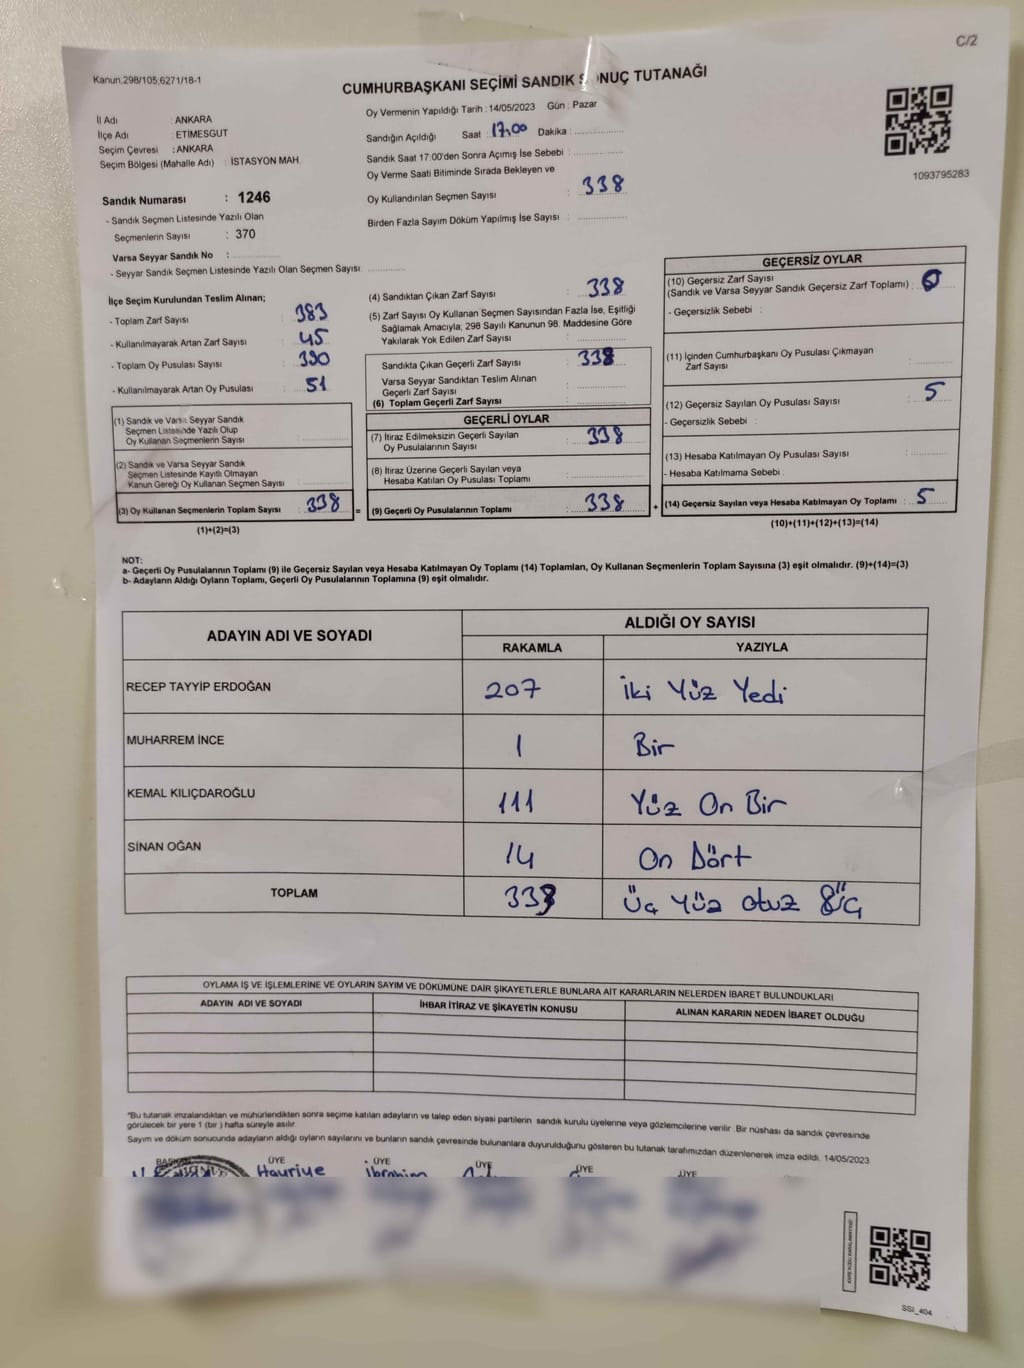 C/2
Kanun,298/105,6271/18-1
CUMHURBAŞKANI SEÇİMİ SANDIK SONUÇ TUTANAĞI
İl Adı : ANKARA
İlçe Adı : ETİMESGUT
Seçim Çevresi : ANKARA
Seçim Bölgesi (Mahalle Adı) : İSTASYON MAH.
Oy Vermenin Yapıldığı Tarih : 14/05/2023 Gün : Pazar
Sandığın Açıldığı Saat : 17.00 Dakika :
Sandık Saat 17:00'den Sonra Açımış İse Sebebi :
Oy Verme Saati Bitiminde Sırada Bekleyen ve
Oy Kullandırılan Seçmen Sayısı : 338
Birden Fazla Sayım Döküm Yapılmış İse Sayısı :
1093795283
Sandık Numarası : 1246
- Sandık Seçmen Listesinde Yazılı Olan
Seçmenlerin Sayısı : 370
Varsa Seyyar Sandık No :
- Seyyar Sandık Seçmen Listesinde Yazılı Olan Seçmen Sayısı:
İlçe Seçim Kurulundan Teslim Alınan;
- Toplam Zarf Sayısı : 383
- Kullanılmayarak Artan Zarf Sayısı : 45
- Toplam Oy Pusulası Sayısı : 390
- Kullanılmayarak Artan Oy Pusulası : 51
(1) Sandık ve Varsa Seyyar Sandık
Seçmen Listesinde Yazılı Olup
Oy Kullanan Seçmenlerin Sayısı :
(2) Sandık ve Varsa Seyyar Sandık
Seçmen Listesinde Kayıtlı Olmayan
Kanun Gereği Oy Kullanan Seçmen Sayısı :
(3) Oy Kullanan Seçmenlerin Toplam Sayısı : 338 =
(1)+(2)=(3)
(4) Sandıktan Çıkan Zarf Sayısı : 338
(5) Zarf Sayısı Oy Kullanan Seçmen Sayısından Fazla İse, Eşitliği
Sağlamak Amacıyla, 298 Sayılı Kanunun 98. Maddesine Göre
Yakılarak Yok Edilen Zarf Sayısı :
Sandıkta Çıkan Geçerli Zarf Sayısı : 338
Varsa Seyyar Sandıktan Teslim Alınan
Geçerli Zarf Sayısı :
(6) Toplam Geçerli Zarf Sayısı :
GEÇERLİ OYLAR
(7) İtiraz Edilmeksizin Geçerli Sayılan
Oy Pusulalarının Sayısı : 338
(8) İtiraz Üzerine Geçerli Sayılan veya
Hesaba Katılan Oy Pusulası Toplamı :
(9) Geçerli Oy Pusulalarının Toplamı : 338 +
GEÇERSİZ OYLAR
(10) Geçersiz Zarf Sayısı
(Sandık ve Varsa Seyyar Sandık Geçersiz Zarf Toplamı) : 0
- Geçersizlik Sebebi :
(11) İçinden Cumhurbaşkanı Oy Pusulası Çıkmayan
Zarf Sayısı :
(12) Geçersiz Sayılan Oy Pusulası Sayısı : 5
- Geçersizlik Sebebi :
(13) Hesaba Katılmayan Oy Pusulası Sayısı :
- Hesaba Katılmama Sebebi :
(14) Geçersiz Sayılan veya Hesaba Katılmayan Oy Toplamı : 5
(10)+(11)+(12)+(13)=(14)
NOT:
a- Geçerli Oy Pusulalarının Toplamı (9) ile Geçersiz Sayılan veya Hesaba Katılmayan Oy Toplamı (14) Toplamları, Oy Kullanan Seçmenlerin Toplam Sayısına (3) eşit olmalıdır. (9)+(14)=(3)
b- Adayların Aldığı Oyların Toplamı, Geçerli Oy Pusulalarının Toplamına (9) eşit olmalıdır.
ADAYIN ADI VE SOYADI
ALDIĞI OY SAYISI
RAKAMLA YAZIYLA
RECEP TAYYİP ERDOĞAN 207 İki Yüz Yedi
MUHARREM İNCE 1 Bir
KEMAL KILIÇDAROĞLU 111 Yüz On Bir
SİNAN OĞAN 14 On Dört
TOPLAM 333 Üç Yüz otuz Üç
OYLAMA İŞ VE İŞLEMLERİNE VE OYLARIN SAYIM VE DÖKÜMÜNE DAİR ŞİKAYETLERLE BUNLARA AİT KARARLARIN NELERDEN İBARET BULUNDUKLARI
ADAYIN ADI VE SOYADI İHBAR İTİRAZ VE ŞİKAYETİN KONUSU ALINAN KARARIN NEDEN İBARET OLDUĞU
*Bu tutanak imzalandıktan ve mühürlendikten sonra seçime katılan adayların ve talep eden siyasi partilerin sandık kurulu üyelerine veya gözlemcilerine verilir. Bir nüshası da sandık çevresinde
görülecek bir yere 1 (bir ) hafta süreyle asılır.
Sayım ve döküm sonucunda adayların aldığı oyların sayılarını ve bunların sandık çevresinde bulunanlara duyurulduğunu gösteren bu tutanak tarafımızdan düzenlenerek imza edildi. 14/05/2023
BAŞKAN ÜYE ÜYE ÜYE ÜYE ÜYE
Hayriye İbrahim
SSI_404